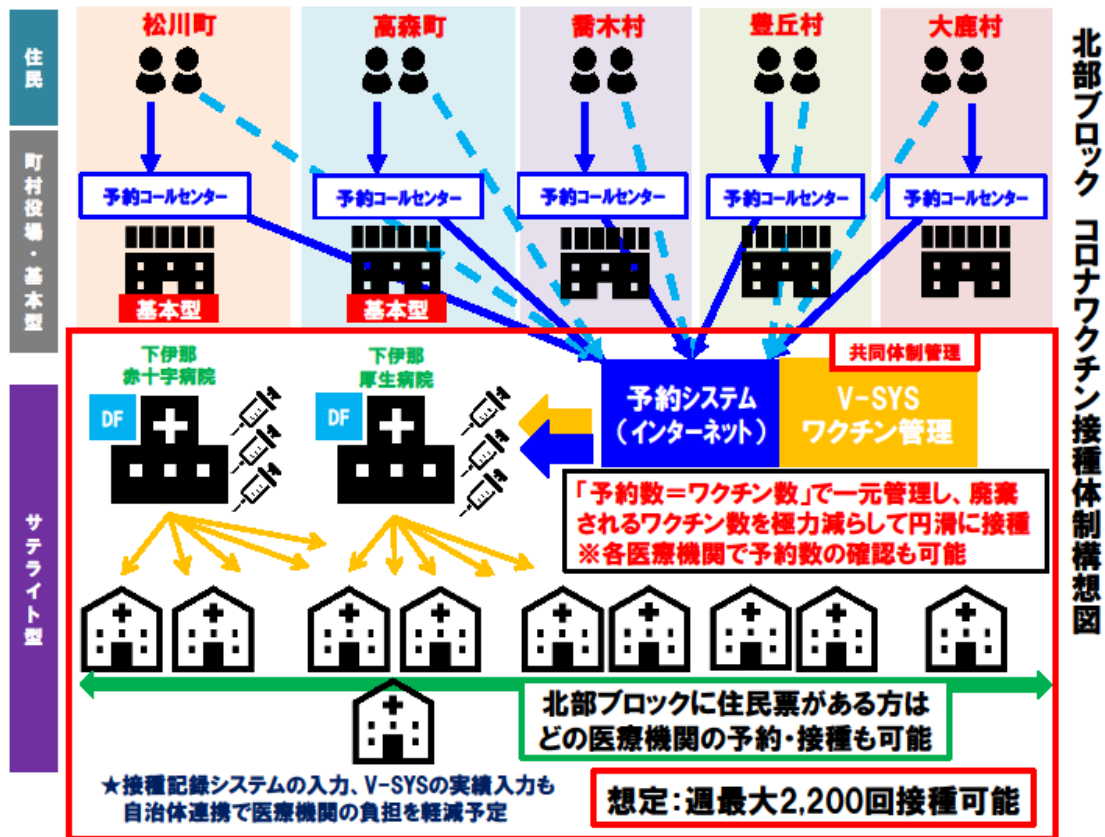 北部ブロック コロナワクチン接種体制構想図
住民
松川町
高森町
喬木村
豊丘村
大鹿村
町村役場・基本型
予約コールセンター
予約コールセンター
予約コールセンター
予約コールセンター
予約コールセンター
基本型
基本型
サテライト型
下伊那
赤十字病院
DF
下伊那
厚生病院
DF
共同体制管理
予約システム
（インターネット）
V-SYS
ワクチン管理
「予約数＝ワクチン数」で一元管理し、廃棄
されるワクチン数を極力減らして円滑に接種
※各医療機関で予約数の確認も可能
北部ブロックに住民票がある方は
どの医療機関の予約・接種も可能
★接種記録システムの入力、V-SYSの実績入力も
自治体連携で医療機関の負担を軽減予定
想定：週最大2,200回接種可能